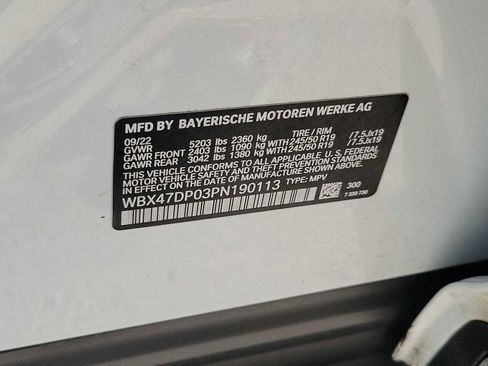 MFD BY BAYERISCHE MOTOREN WERKE AG
09/22 TIRE / RIM
GVWR 5203 lbs 2360 kg
GAWR FRONT 2403 lbs 1090 kg WITH 245/50 R19 / 7.5Jx19
GAWR REAR 3042 lbs 1380 kg WITH 245/50 R19 / 7.5Jx19
THIS VEHICLE CONFORMS TO ALL APPLICABLE U.S. FEDERAL
MOTOR VEHICLE SAFETY STANDARDS IN EFFECT ON THE
DATE OF MANUFACTURE SHOWN ABOVE.
WBX47DP03PN190113 TYPE: MPV
300
7 320 730